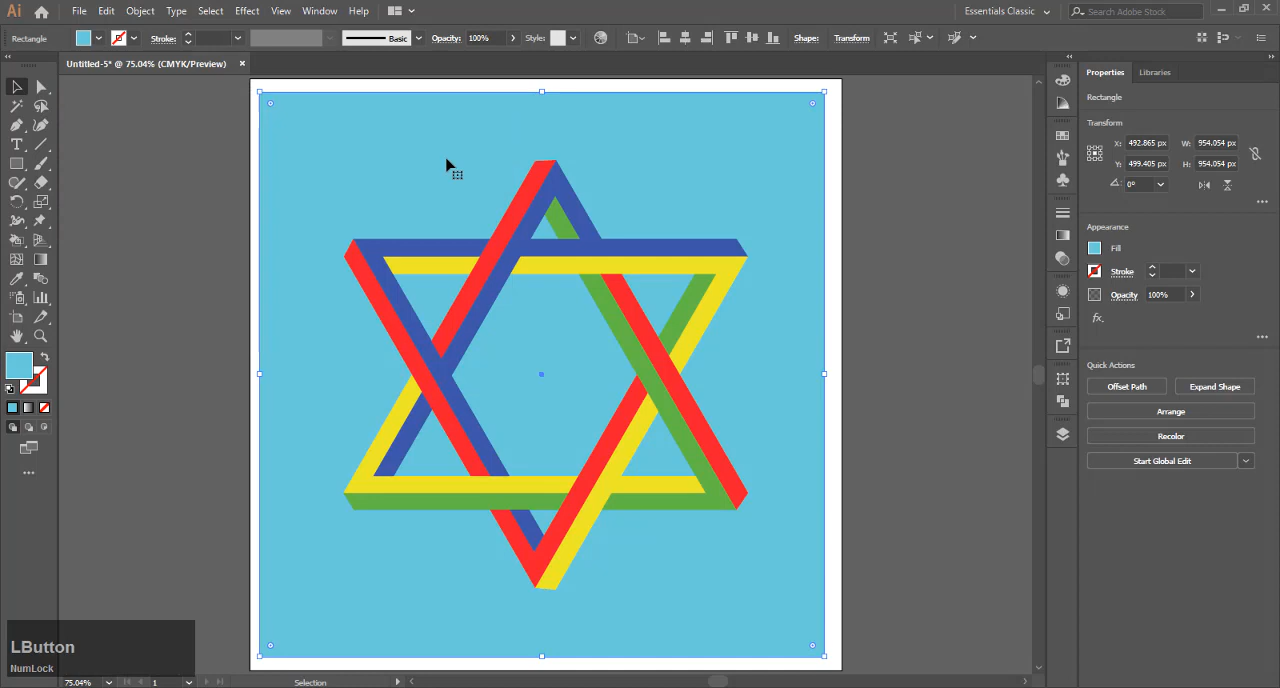 Ai File Edit Object Type Select Effect View Window Help Essentials Classic Search Adobe Stock
Rectangle Stroke: Basic Opacity: 100% Style: Shape: Transform
Untitled-5* @ 75.04% (CMYK/Preview) ×
Properties Libraries
Rectangle
Transform
X: 492.865 px W: 954.054 px
Y: 499.405 px H: 954.054 px
0°
Appearance
Fill
Stroke
Opacity 100%
fx.
Quick Actions
Offset Path Expand Shape
Arrange
Recolor
Start Global Edit
LButton
NumLock
75.04% 1 Selection